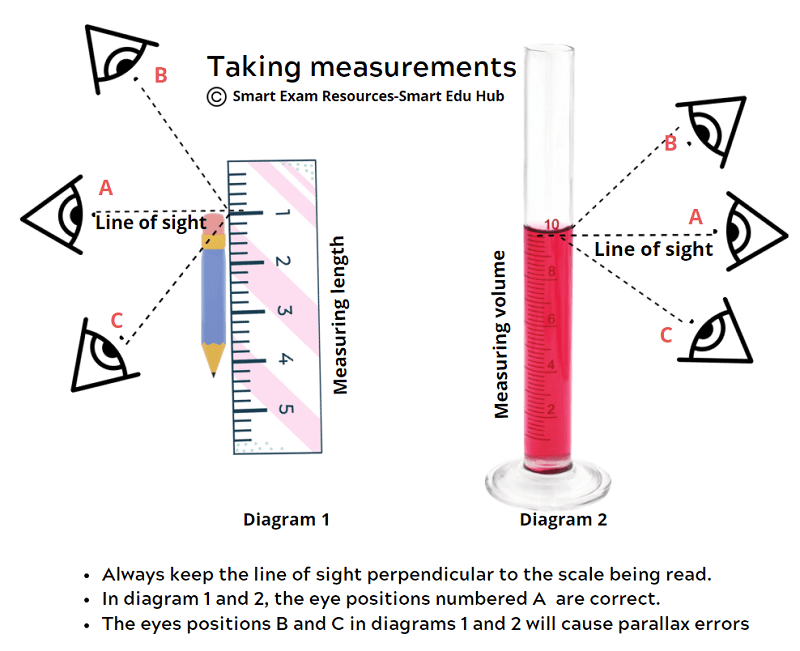 Taking measurements
© Smart Exam Resources-Smart Edu Hub
B
A
Line of sight
C
1
2
3
4
5
Measuring length
Diagram 1
Measuring volume
10
8
6
4
2
B
A
Line of sight
C
Diagram 2
• Always keep the line of sight perpendicular to the scale being read.
• In diagram 1 and 2, the eye positions numbered A are correct.
• The eyes positions B and C in diagrams 1 and 2 will cause parallax errors